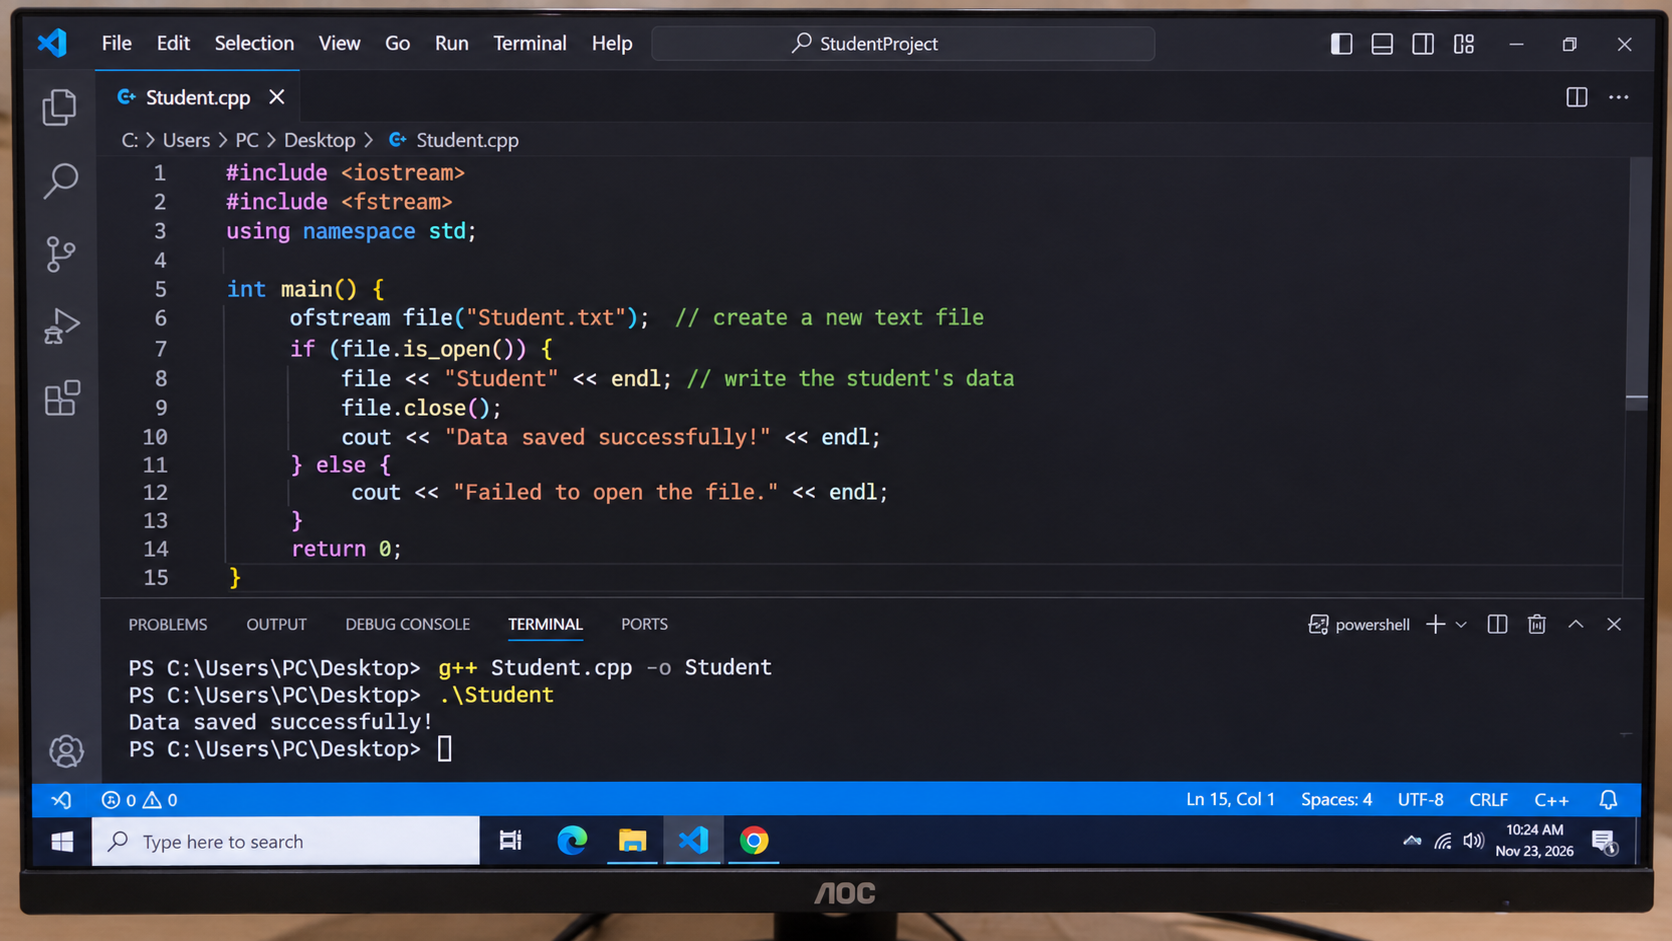 File Edit Selection View Go Run Terminal Help StudentProject
Student.cpp
C: > Users > PC > Desktop > Student.cpp
1 #include <iostream>
2 #include <fstream>
3 using namespace std;
4
5 int main() {
6 ofstream file("Student.txt"); // create a new text file
7 if (file.is_open()) {
8 file << "Student" << endl; // write the student's data
9 file.close();
10 cout << "Data saved successfully!" << endl;
11 } else {
12 cout << "Failed to open the file." << endl;
13 }
14 return 0;
15 }
PROBLEMS OUTPUT DEBUG CONSOLE TERMINAL PORTS powershell
PS C:\Users\PC\Desktop> g++ Student.cpp -o Student
PS C:\Users\PC\Desktop> .\Student
Data saved successfully!
PS C:\Users\PC\Desktop>
0 0 Ln 15, Col 1 Spaces: 4 UTF-8 CRLF C++
Type here to search
10:24 AM
Nov 23, 2026
AOC